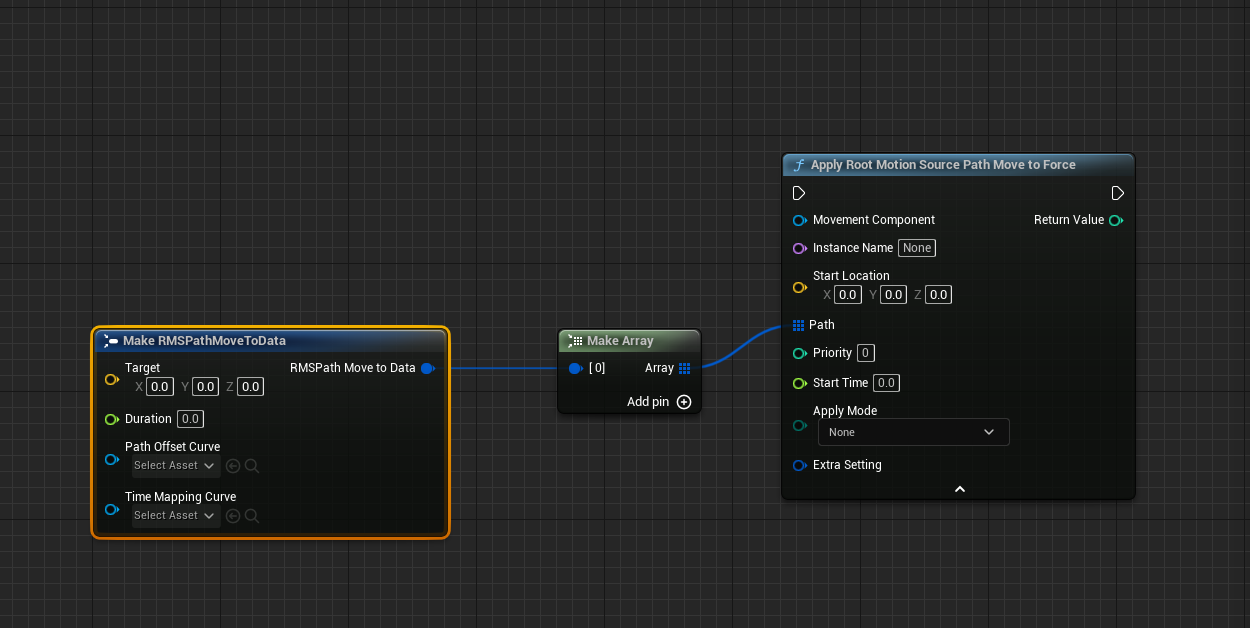 Apply Root Motion Source Path Move to Force
Movement Component
Return Value
Instance Name None
Start Location
X 0.0 Y 0.0 Z 0.0
Path
Priority 0
Start Time 0.0
Apply Mode
None
Extra Setting
Make RMSPathMoveToData
Target
RMSPath Move to Data
X 0.0 Y 0.0 Z 0.0
Duration 0.0
Path Offset Curve
Select Asset
Time Mapping Curve
Select Asset
Make Array
[ 0] Array
Add pin